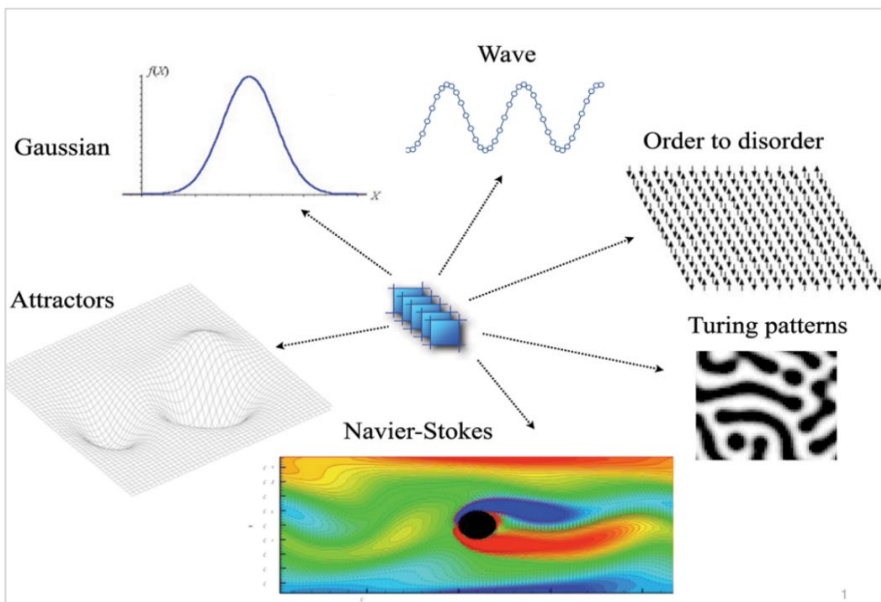 Wave
f(X)
Gaussian
X
Order to disorder
Attractors
Turing patterns
Navier-Stokes
1